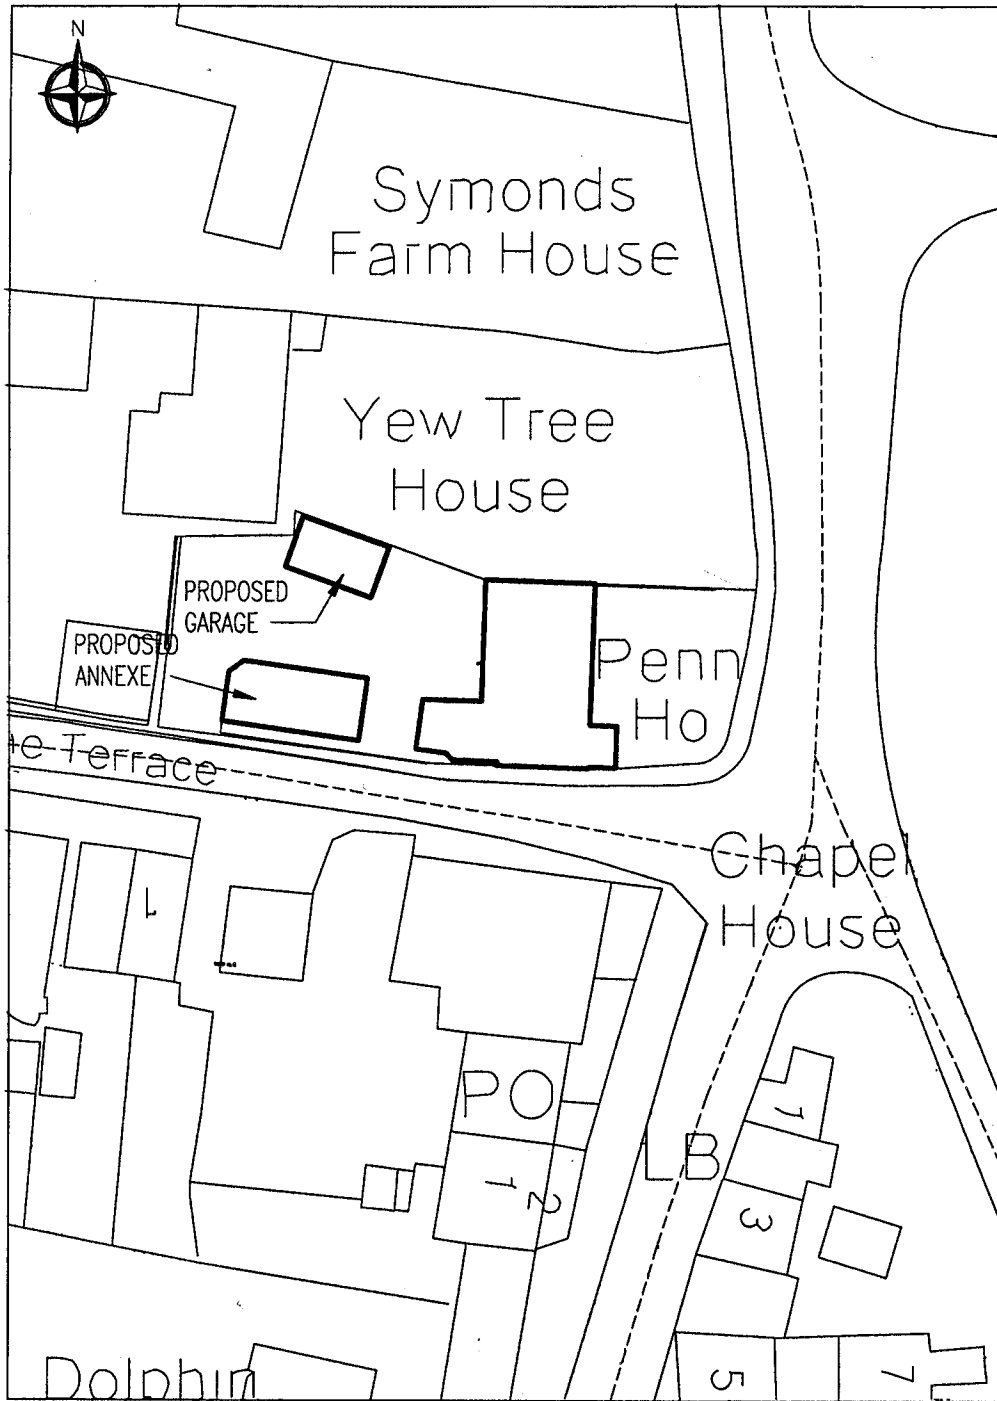 N
Symonds
Farm House
Yew Tree
House
PROPOSED
GARAGE
PROPOSED
ANNEXE
Penn
Ho
Terrace
Chapel
House
1
PO
LB
1
2
1
3
5
7
Dolphin